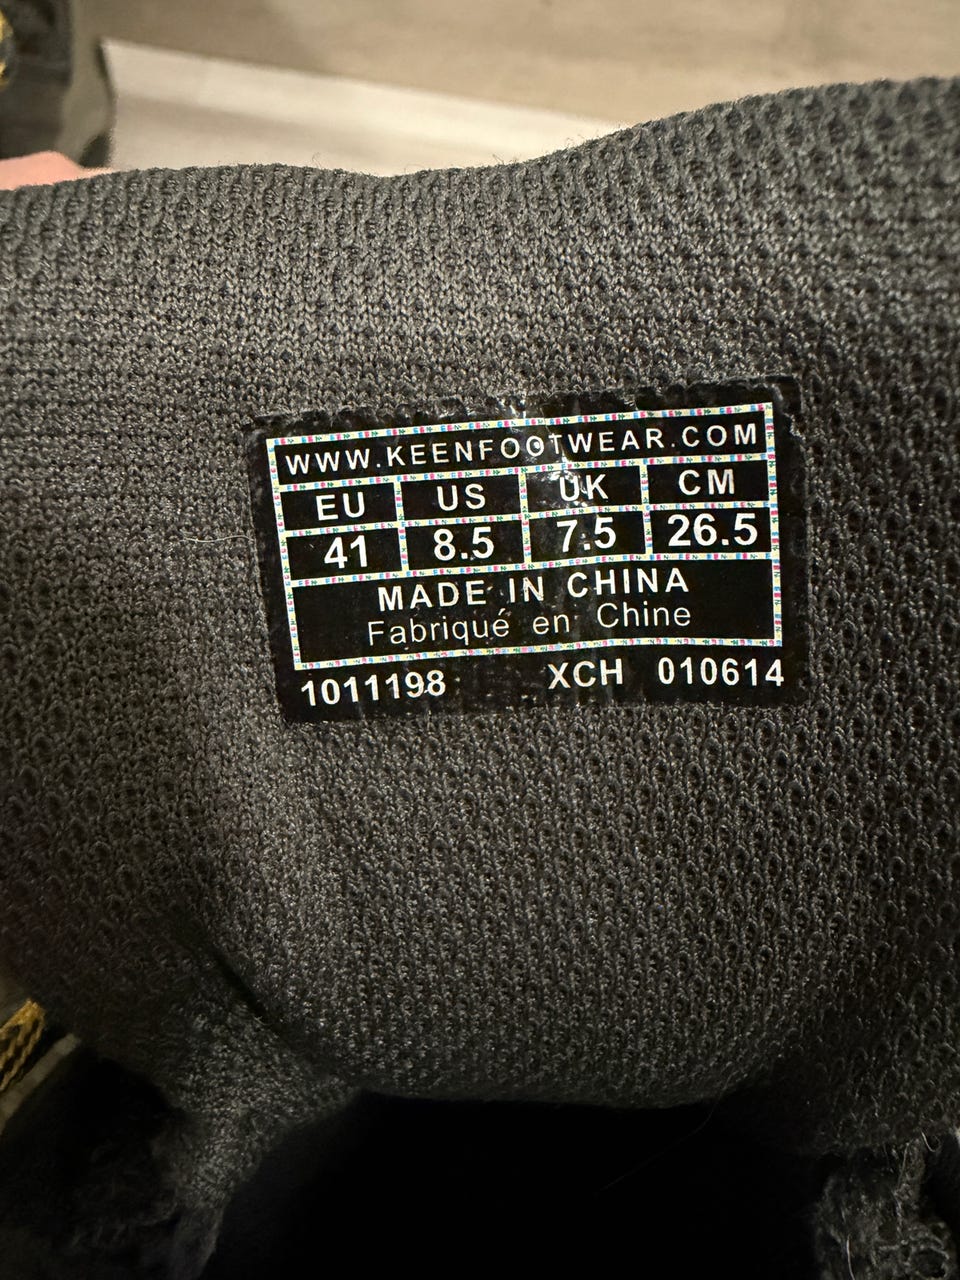 WWW.KEENFOOTWEAR.COM
EU US UK CM
41 8.5 7.5 26.5
MADE IN CHINA
Fabriqué en Chine
1011198 XCH 010614